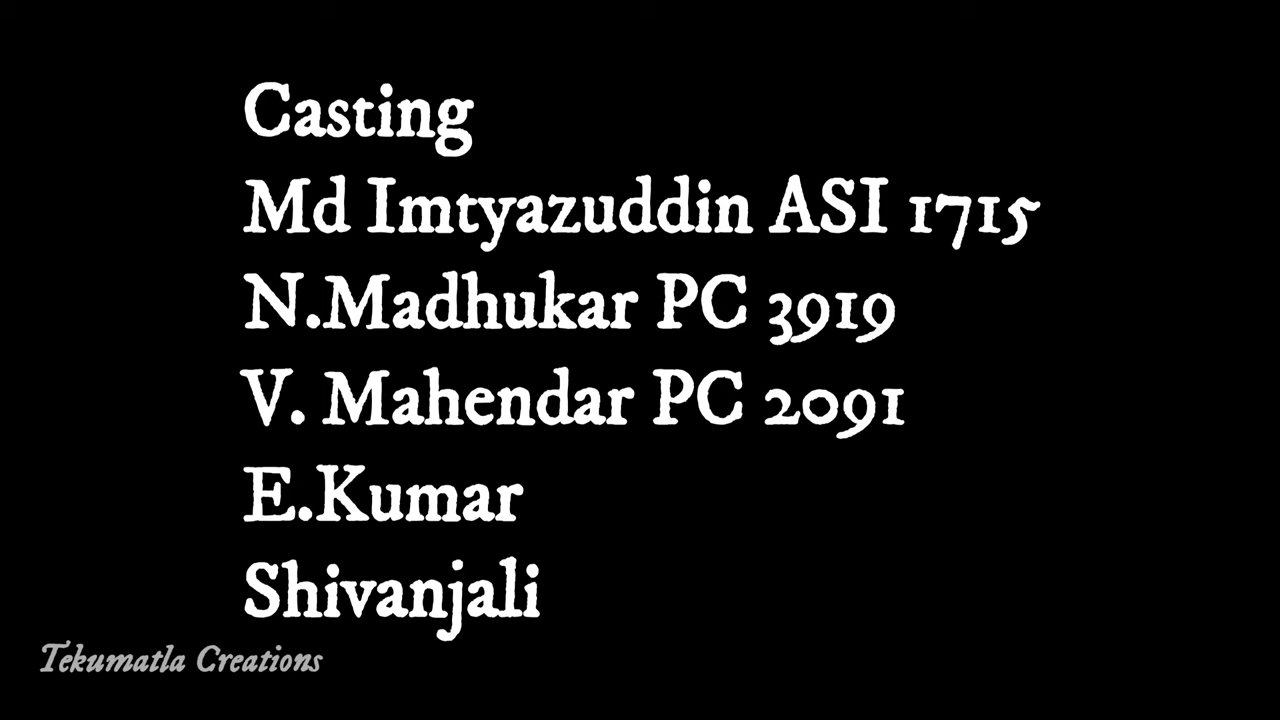 Casting
Md Imtyazuddin ASI 1715
N.Madhukar PC 3919
V. Mahendar PC 2091
E.Kumar
Shivanjali
Tekumatla Creations